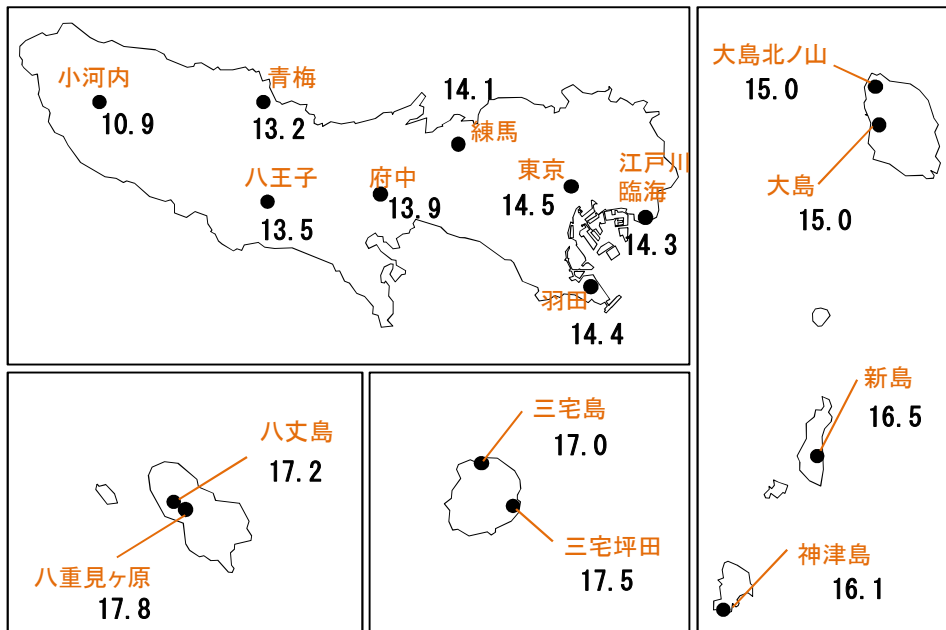 小河内
10.9
青梅
13.2
14.1
練馬
八王子
13.5
府中
13.9
東京
14.5
江戸川
臨海
14.3
羽田
14.4
大島北ノ山
15.0
大島
15.0
新島
16.5
神津島
16.1
八丈島
17.2
八重見ヶ原
17.8
三宅島
17.0
三宅坪田
17.5